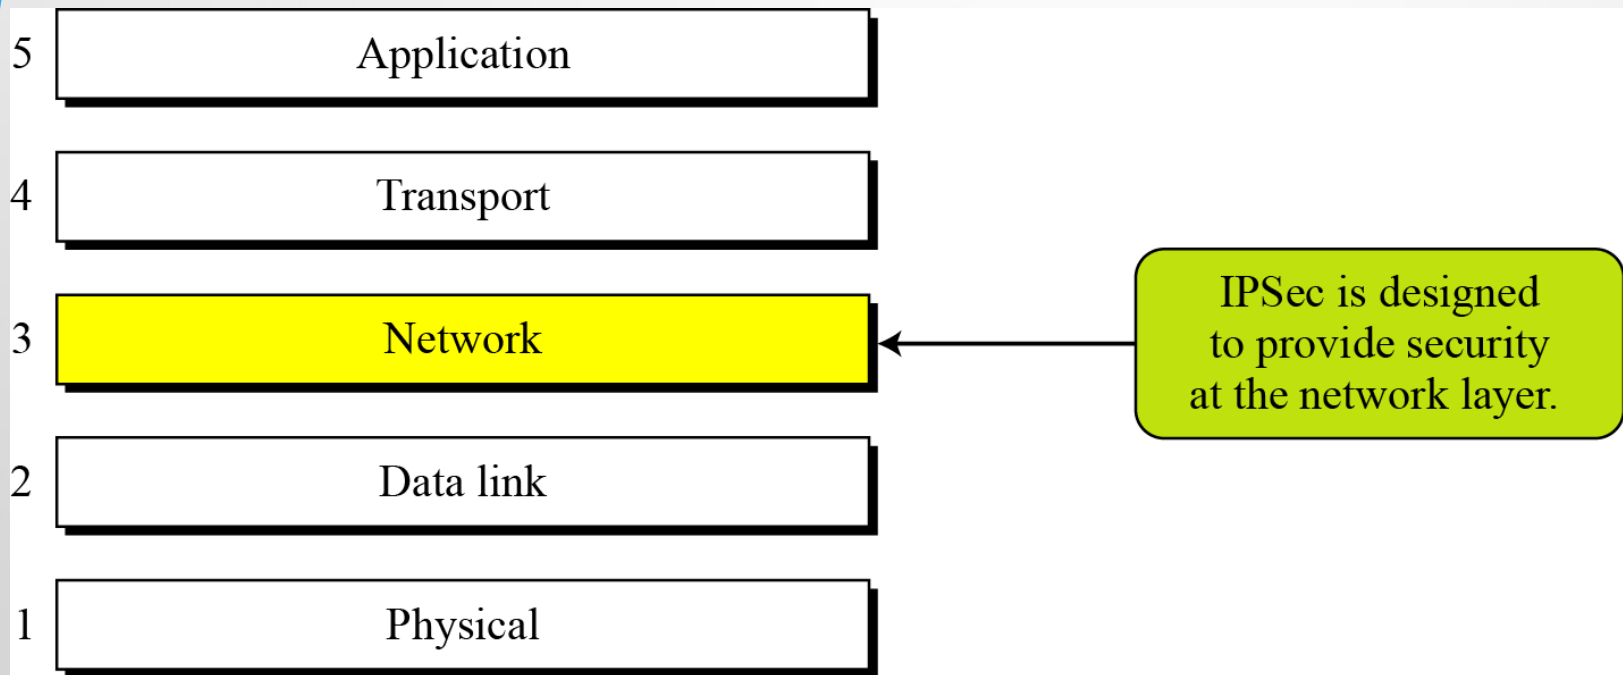 5 Application
4 Transport
3 Network
IPSec is designed
to provide security
at the network layer.
2 Data link
1 Physical